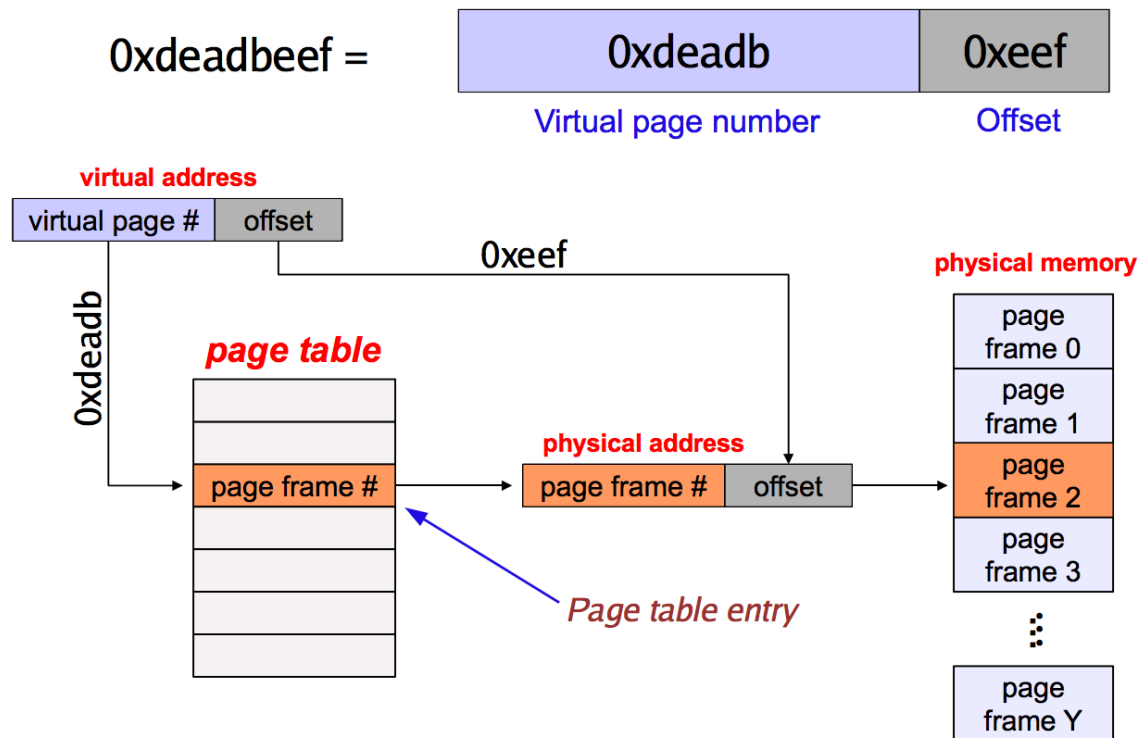 0xdeadbeef =
0xdeadb
0xeef
Virtual page number
Offset
virtual address
virtual page #
offset
0xeef
0xdeadb
physical memory
page
frame 0
page
frame 1
page
frame 2
page
frame 3
page
frame Y
page table
page frame #
physical address
page frame #
offset
Page table entry